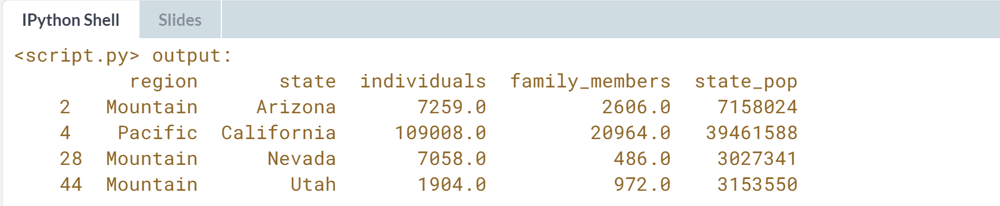 IPython Shell Slides
<script.py> output:
region state individuals family_members state_pop
2 Mountain Arizona 7259.0 2606.0 7158024
4 Pacific California 109008.0 20964.0 39461588
28 Mountain Nevada 7058.0 486.0 3027341
44 Mountain Utah 1904.0 972.0 3153550